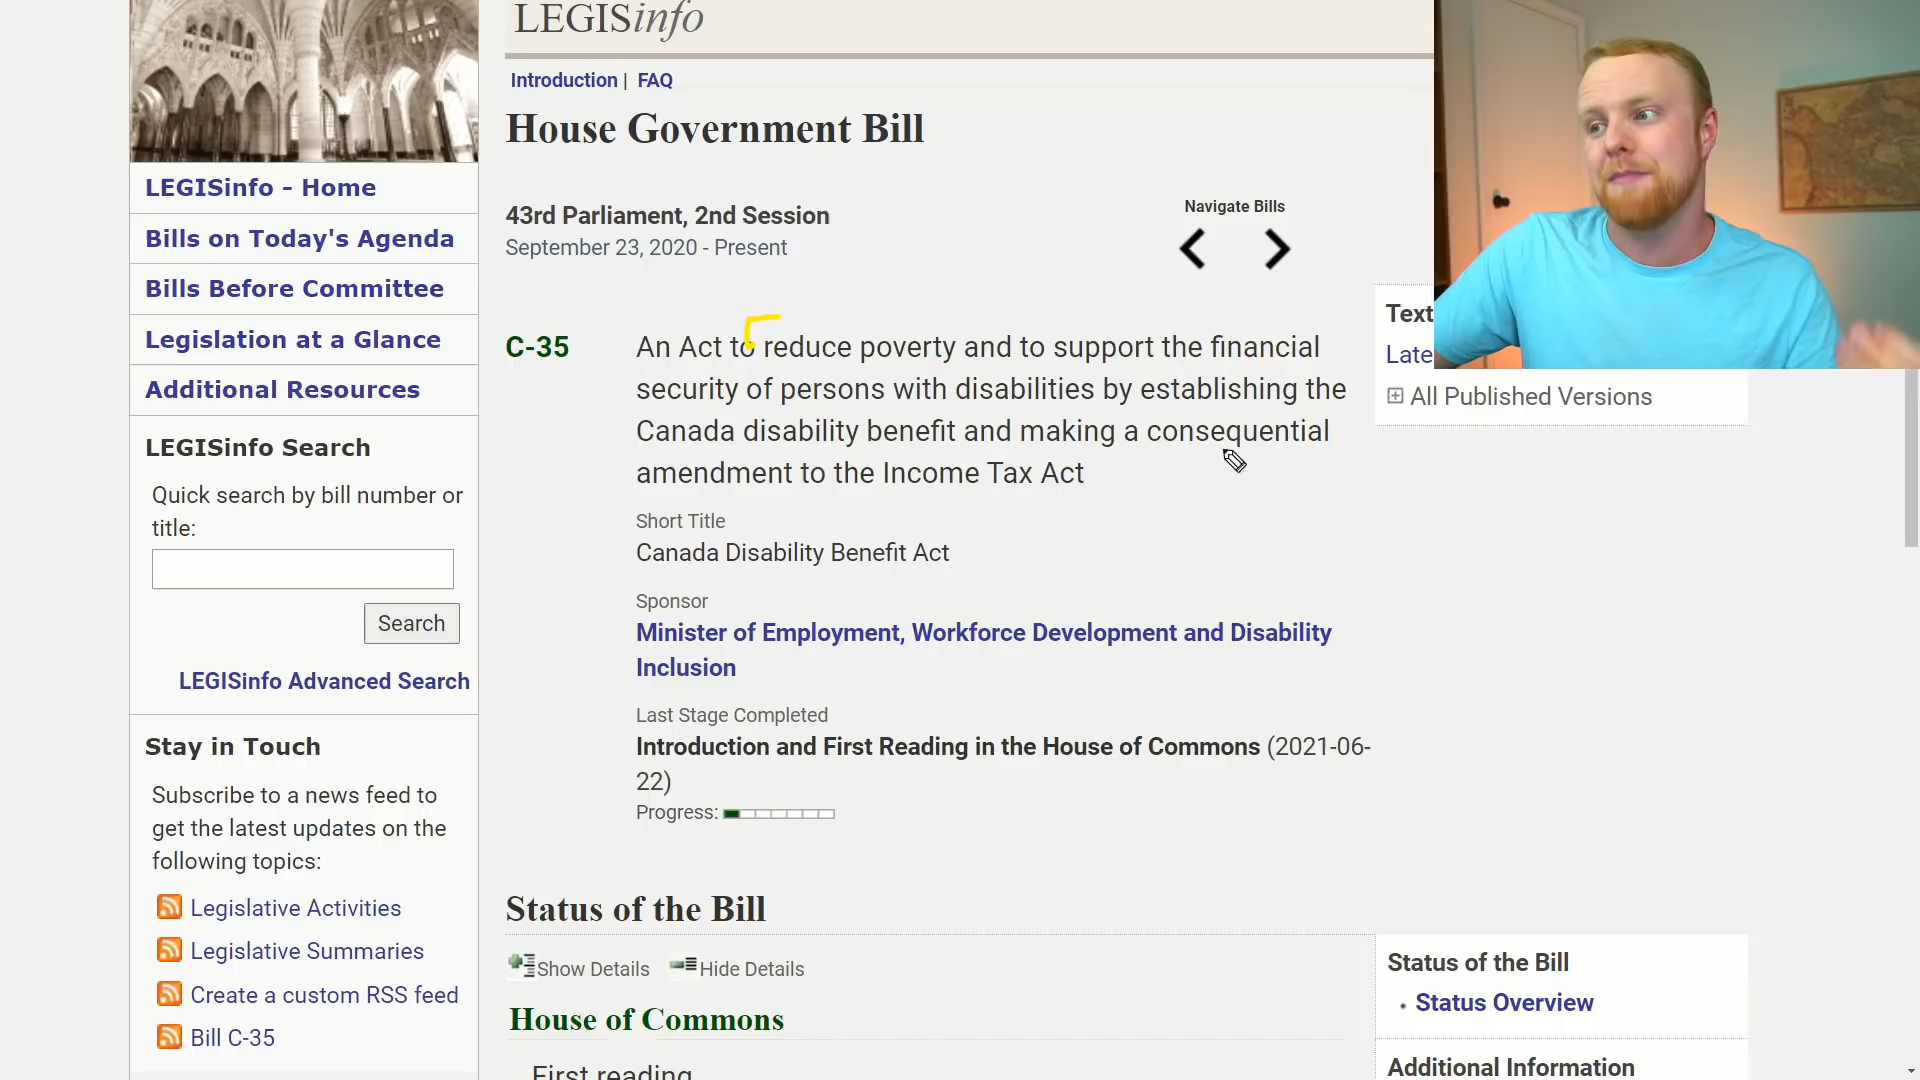 LEGISinfo
Introduction | FAQ
House Government Bill
LEGISinfo - Home
Bills on Today's Agenda
Bills Before Committee
Legislation at a Glance
Additional Resources
LEGISinfo Search
Quick search by bill number or
title:
Search
LEGISinfo Advanced Search
Stay in Touch
Subscribe to a news feed to
get the latest updates on the
following topics:
Legislative Activities
Legislative Summaries
Create a custom RSS feed
Bill C-35
43rd Parliament, 2nd Session
September 23, 2020 - Present
Navigate Bills
C-35
An Act to reduce poverty and to support the financial
security of persons with disabilities by establishing the
Canada disability benefit and making a consequential
amendment to the Income Tax Act
Short Title
Canada Disability Benefit Act
Sponsor
Minister of Employment, Workforce Development and Disability
Inclusion
Last Stage Completed
Introduction and First Reading in the House of Commons (2021-06-
22)
Progress:
Text
Late
All Published Versions
Status of the Bill
Show Details
Hide Details
House of Commons
First reading
Status of the Bill
Status Overview
Additional Information